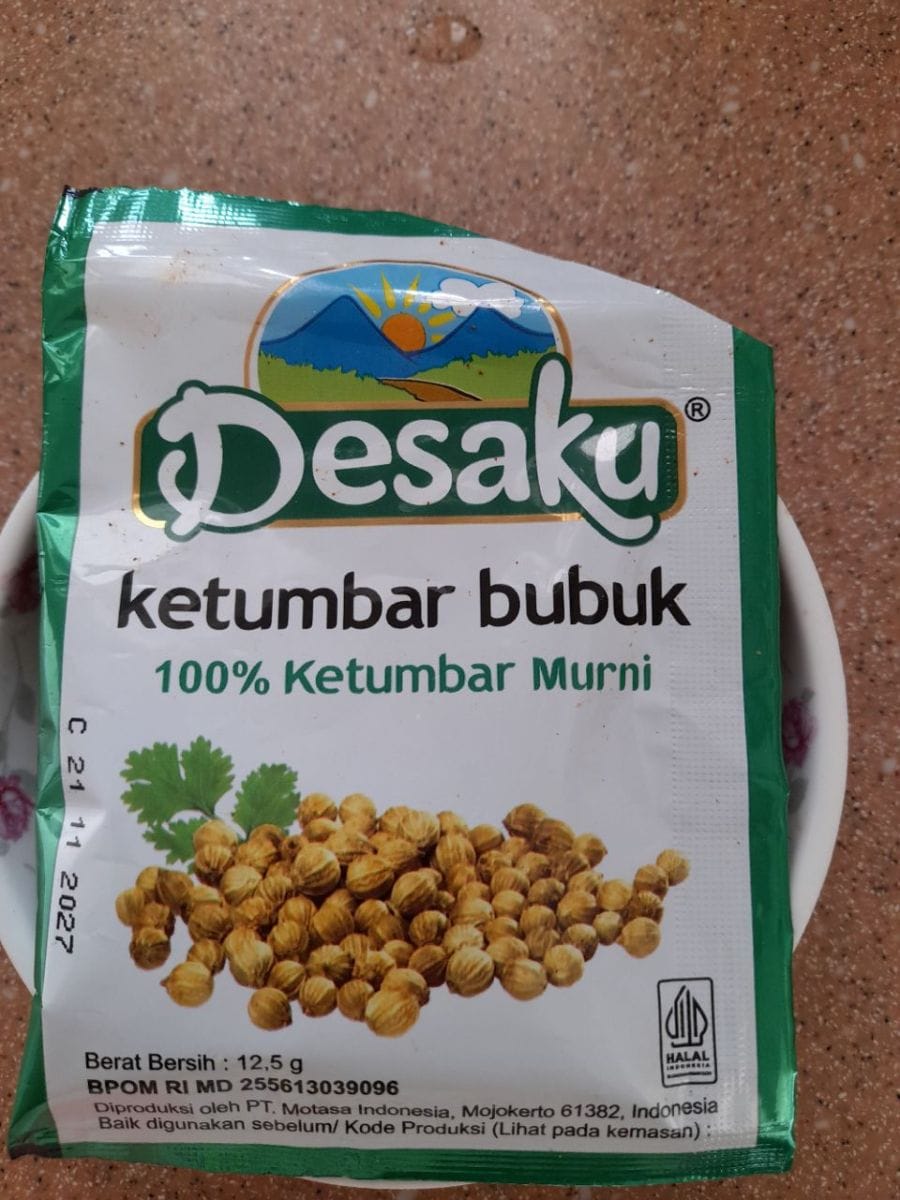 Desaku®
ketumbar bubuk
100% Ketumbar Murni
C 21 11 2027
HALAL
INDONESIA
Berat Bersih : 12,5 g
BPOM RI MD 255613039096
Diproduksi oleh PT. Motasa Indonesia, Mojokerto 61382, Indonesia
Baik digunakan sebelum/ Kode Produksi (Lihat pada kemasan) :